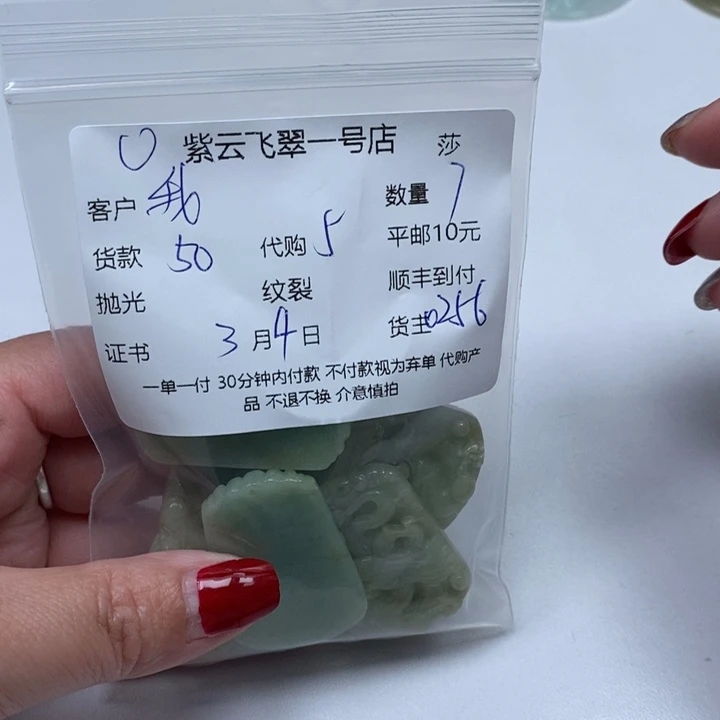 紫云飞翠一号店 莎
客户 数量 7
货款 50 代购 5 平邮10元
抛光 纹裂 顺丰到付
证书 3月4日 货主 0256
一单一付 30分钟内付款 不付款视为弃单 代购产
品 不退不换 介意慎拍